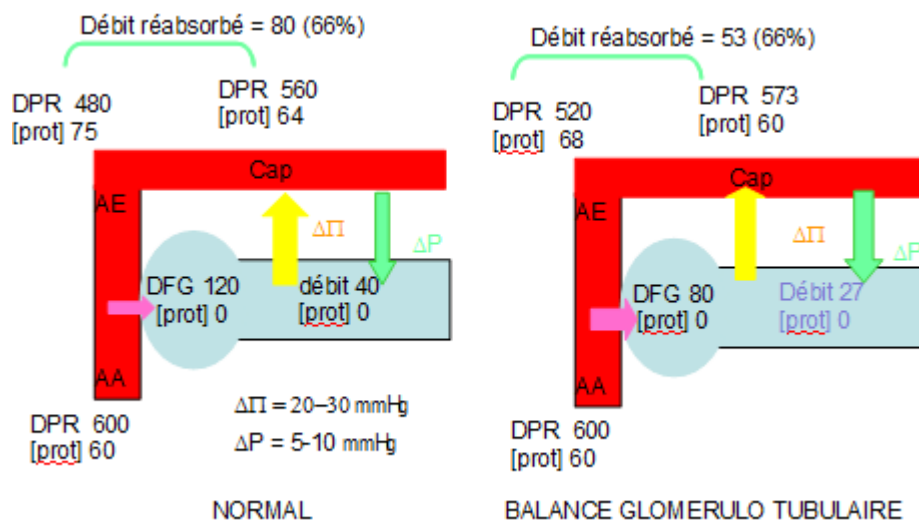 Débit réabsorbé = 80 (66%)
DPR 480
[prot] 75
DPR 560
[prot] 64
Cap
AE
ΔΠ
ΔP
DFG 120
[prot] 0
débit 40
[prot] 0
AA
DPR 600
[prot] 60
ΔΠ = 20–30 mmHg
ΔP = 5-10 mmHg
NORMAL
Débit réabsorbé = 53 (66%)
DPR 520
[prot] 68
DPR 573
[prot] 60
Cap
AE
ΔΠ
ΔP
DFG 80
[prot] 0
Débit 27
[prot] 0
AA
DPR 600
[prot] 60
BALANCE GLOMERULO TUBULAIRE